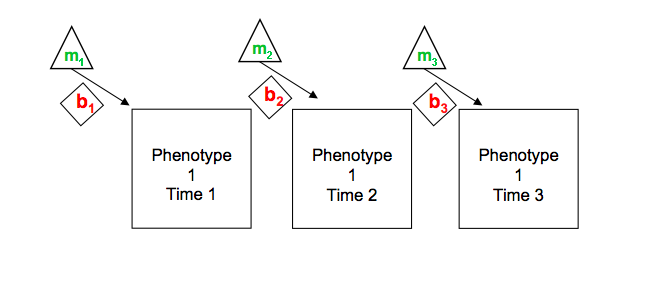 m₁
m₂
m₃
b₁
b₂
b₃
Phenotype
1
Time 1
Phenotype
1
Time 2
Phenotype
1
Time 3